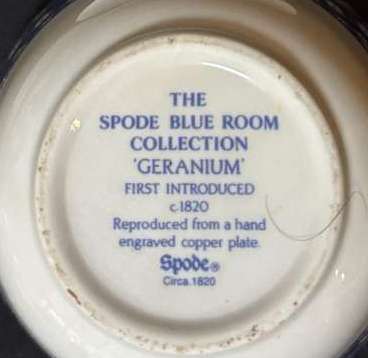 THE
SPODE BLUE ROOM
COLLECTION
'GERANIUM'
FIRST INTRODUCED
c.1820
Reproduced from a hand
engraved copper plate.
Spode®
Circa.1820